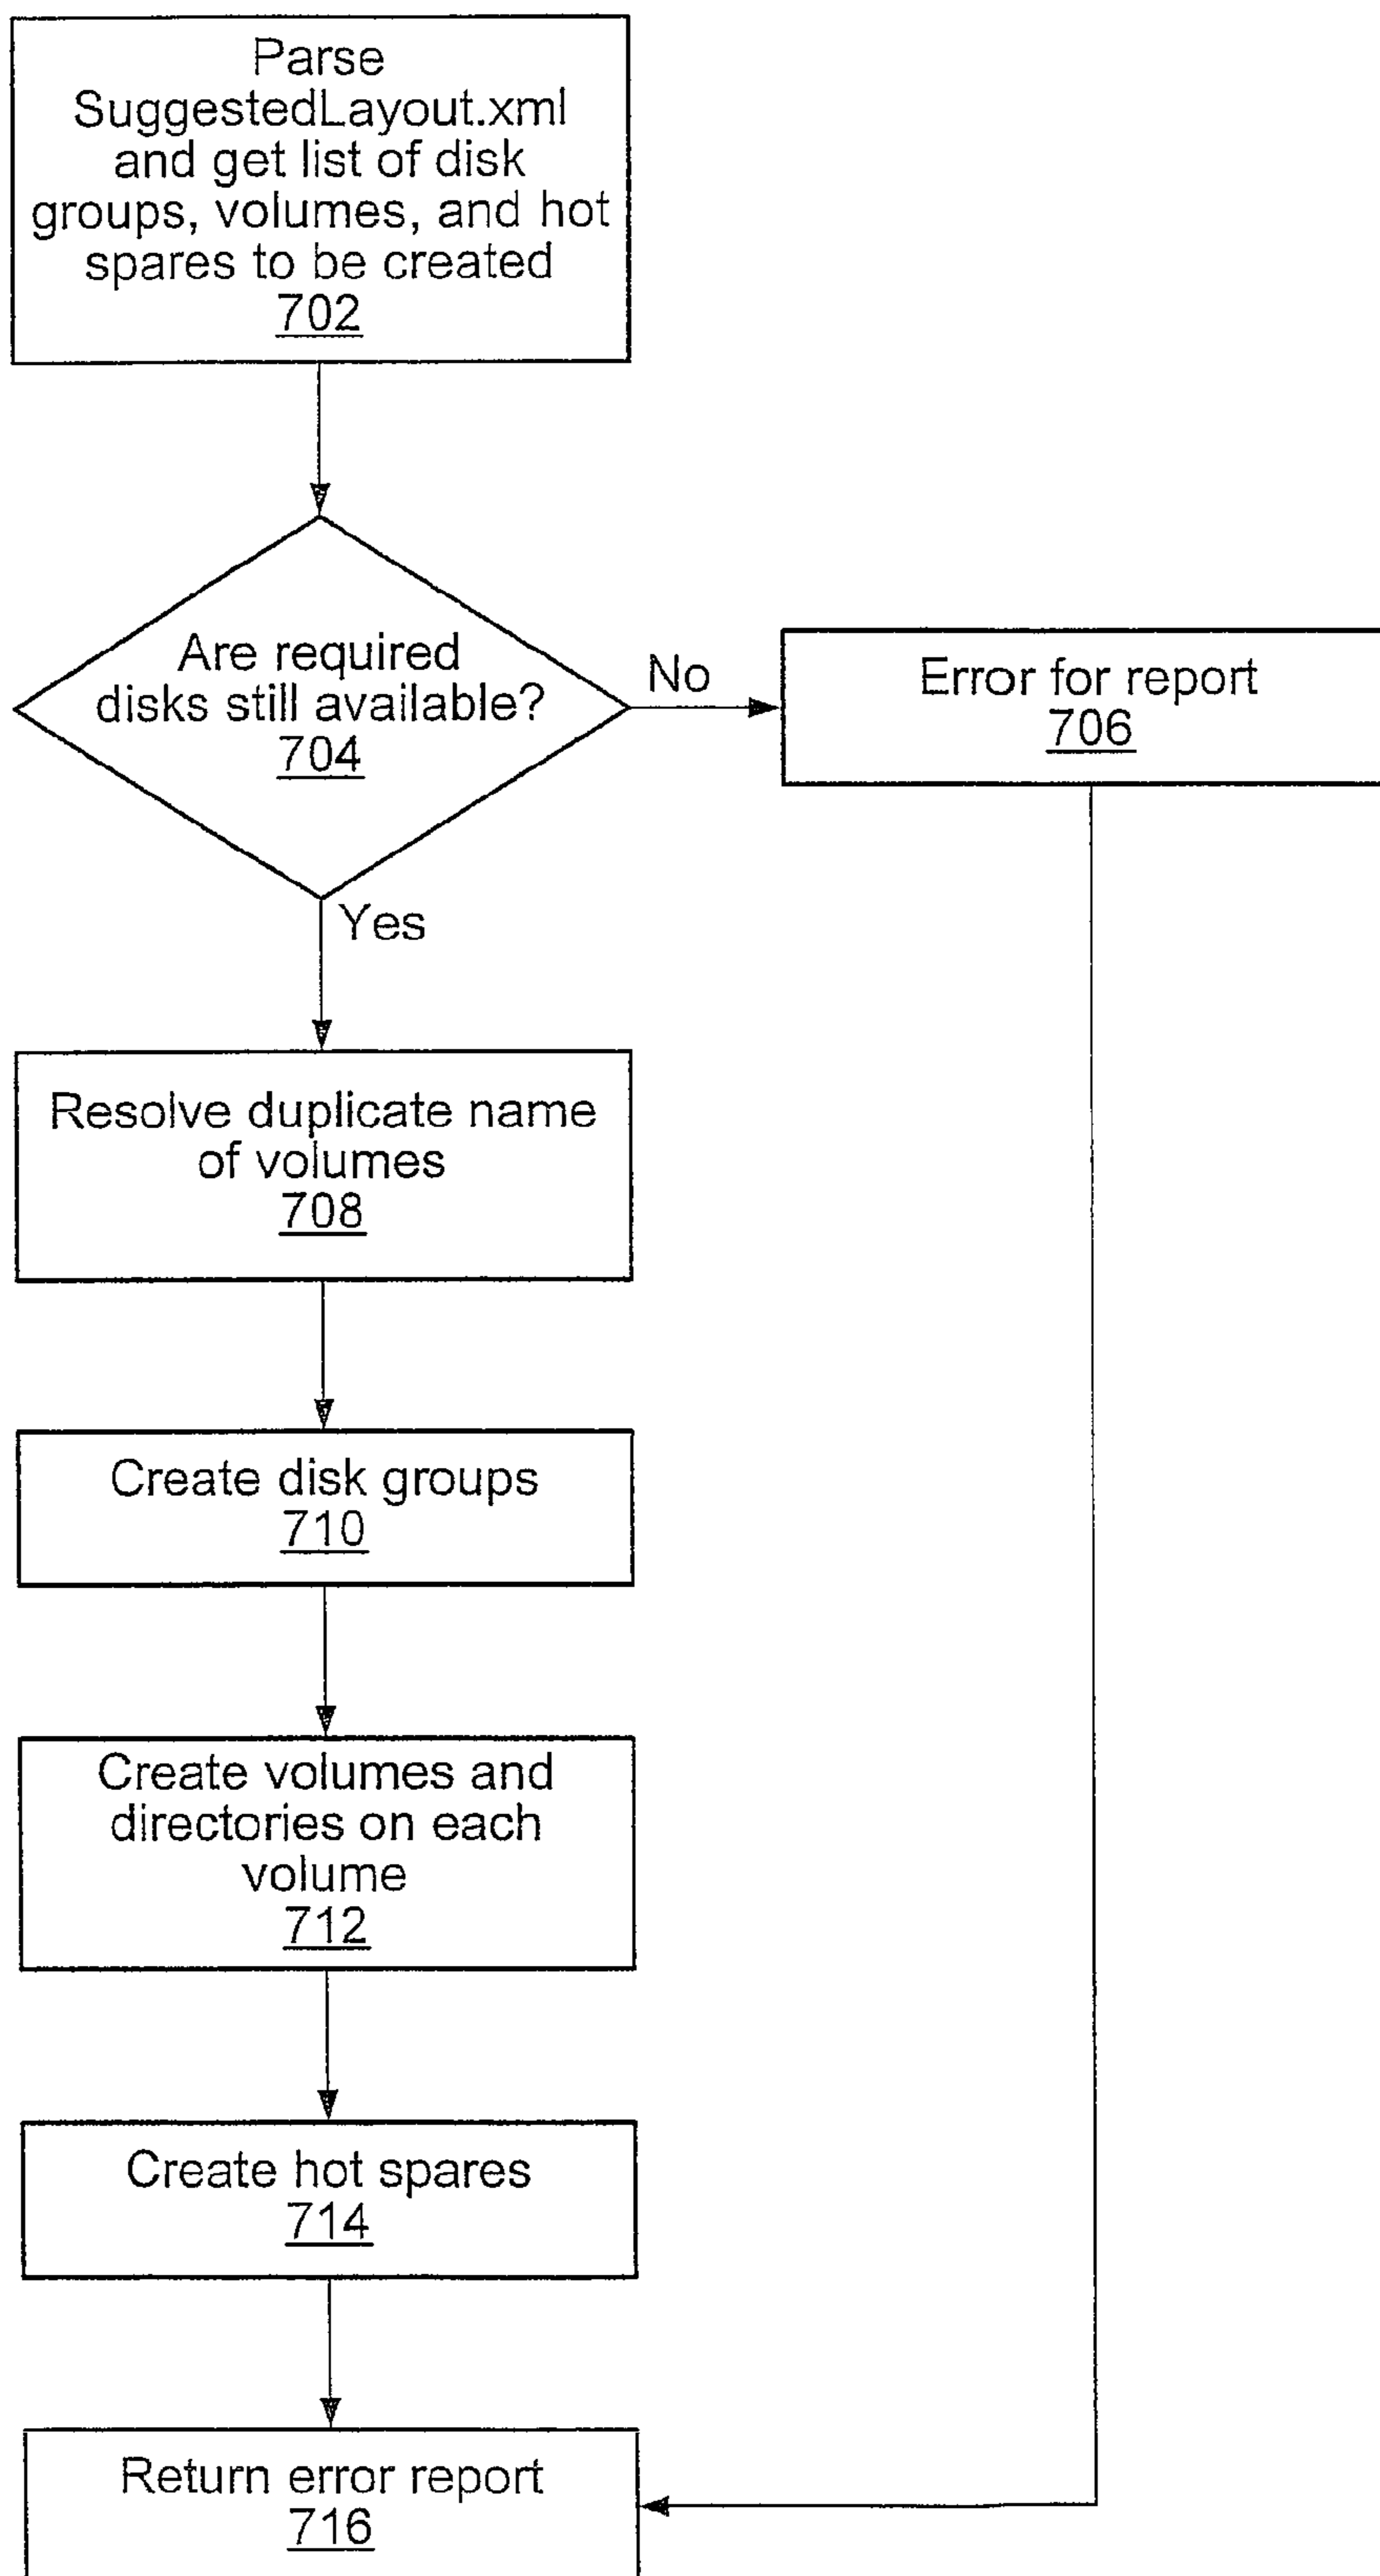 Parse
SuggestedLayout.xml
and get list of disk
groups, volumes, and hot
spares to be created
702
Are required
disks still available?
704
No
Error for report
706
Yes
Resolve duplicate name
of volumes
708
Create disk groups
710
Create volumes and
directories on each
volume
712
Create hot spares
714
Return error report
716